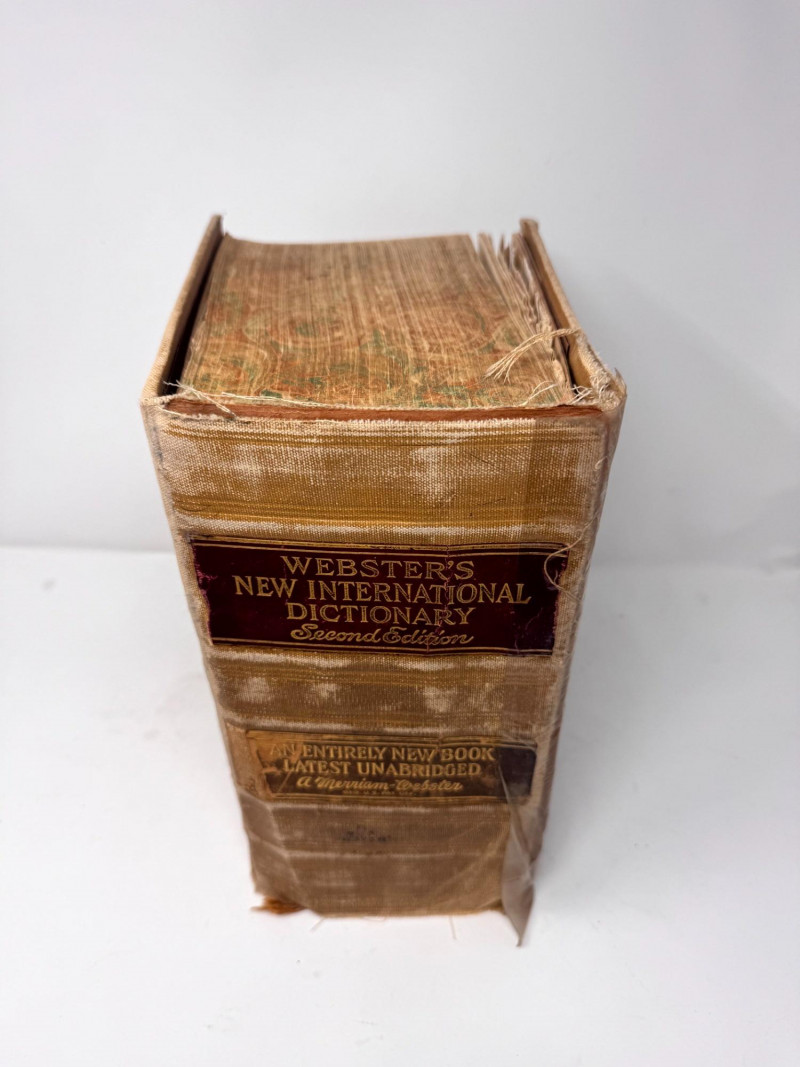 WEBSTER'S
NEW INTERNATIONAL
DICTIONARY
Second Edition
AN ENTIRELY NEW BOOK
LATEST UNABRIDGED
A Merriam-Webster